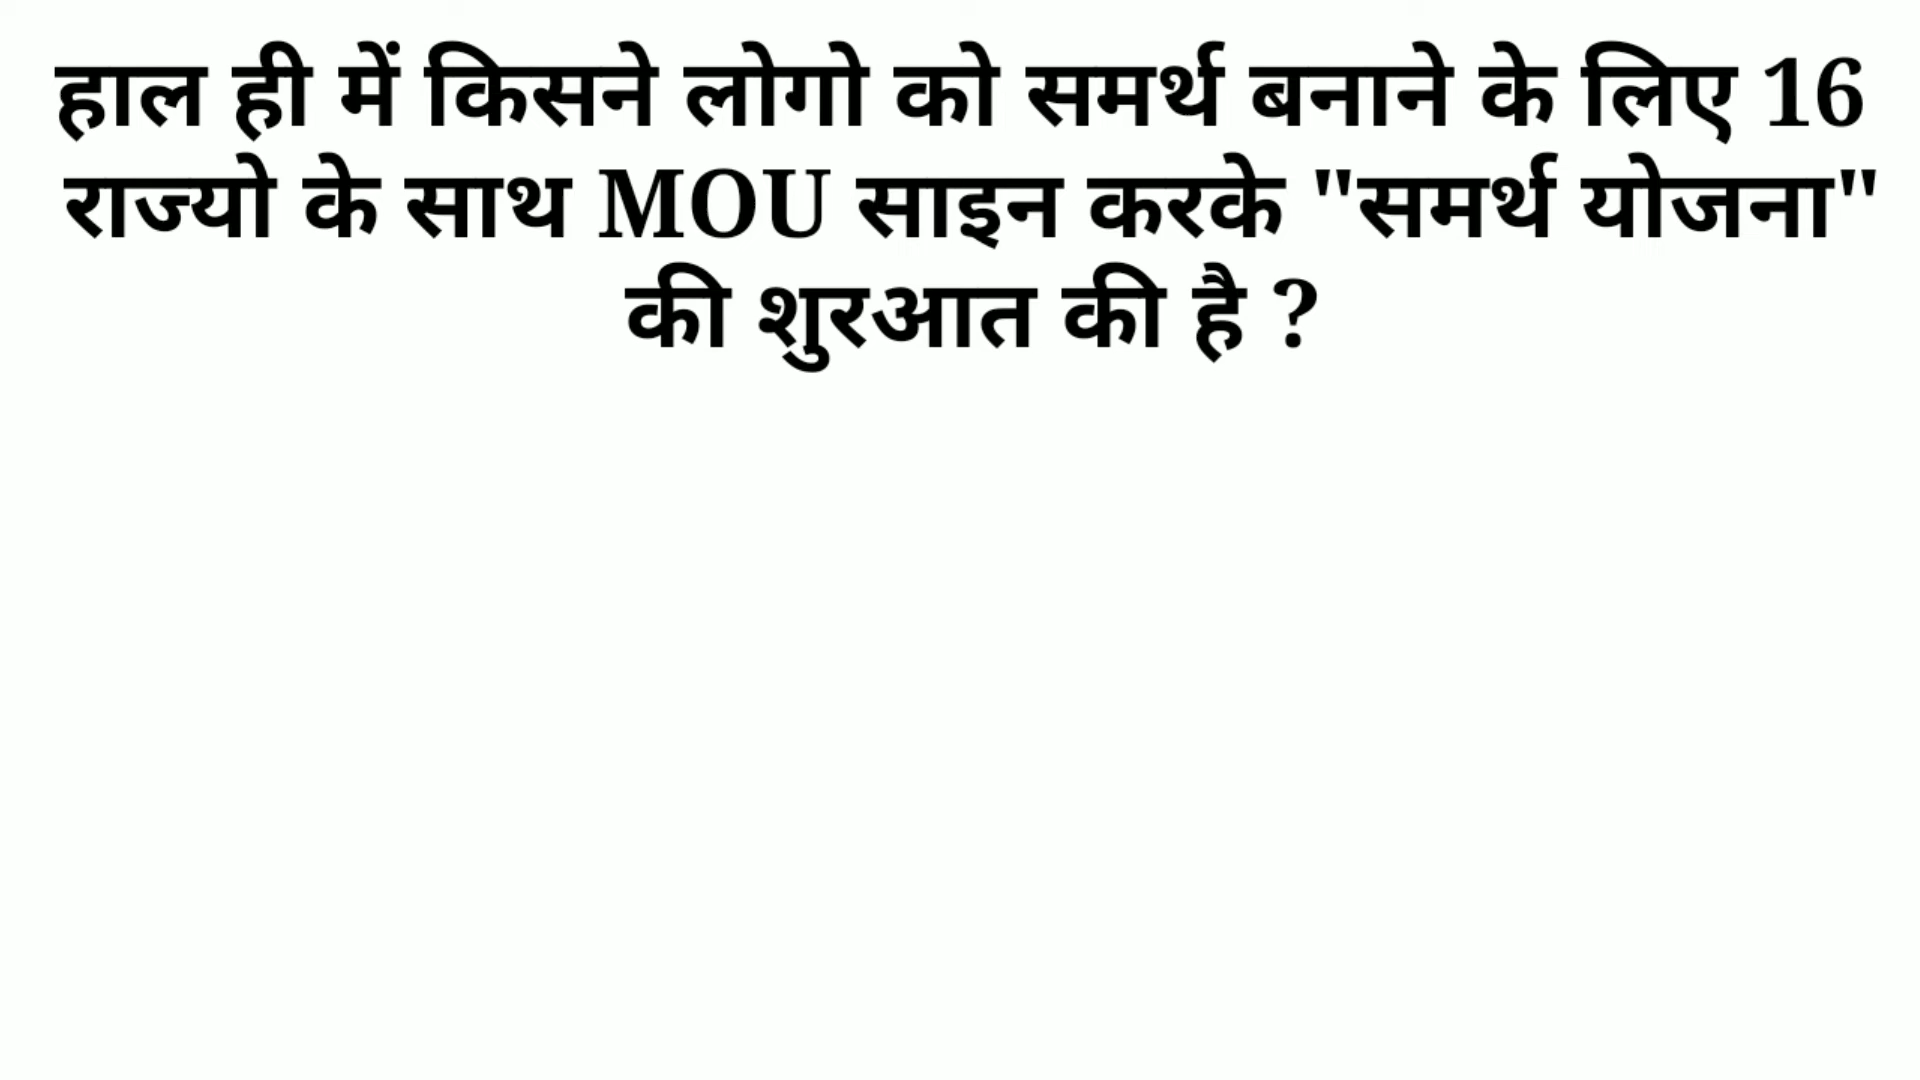 हाल ही में किसने लोगो को समर्थ बनाने के लिए 16
राज्यो के साथ MOU साइन करके "समर्थ योजना"
की शुरआत की है ?